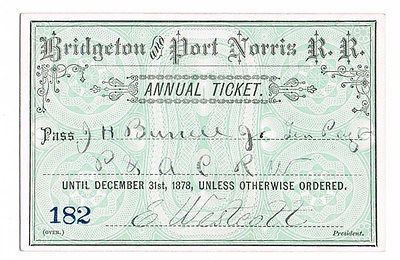 Bridgeton and Port Norris R. R.
ANNUAL TICKET.
Pass J H Jr
P & A C R W
UNTIL DECEMBER 31st, 1878, UNLESS OTHERWISE ORDERED.
182 E Westcott
(OVER.) President.